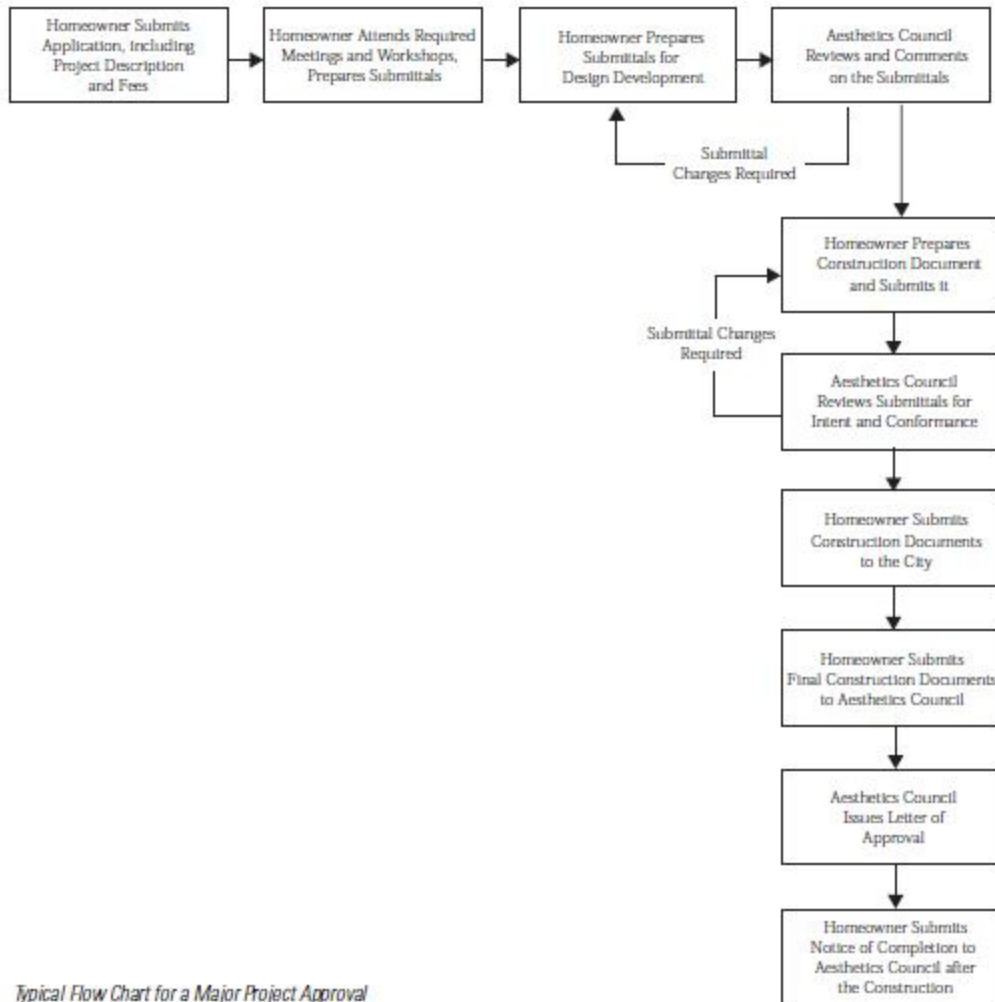 Homeowner Submits
Application, including
Project Description
and Fees
Homeowner Attends Required
Meetings and Workshops,
Prepares Submittals
Homeowner Prepares
Submittals for
Design Development
Aesthetics Council
Reviews and Comments
on the Submittals
Submittal
Changes Required
Homeowner Prepares
Construction Document
and Submits it
Submittal Changes
Required
Aesthetics Council
Reviews Submittals for
Intent and Conformance
Homeowner Submits
Construction Documents
to the City
Homeowner Submits
Final Construction Documents
to Aesthetics Council
Aesthetics Council
Issues Letter of
Approval
Homeowner Submits
Notice of Completion to
Aesthetics Council after
the Construction
Typical Flow Chart for a Major Project Approval